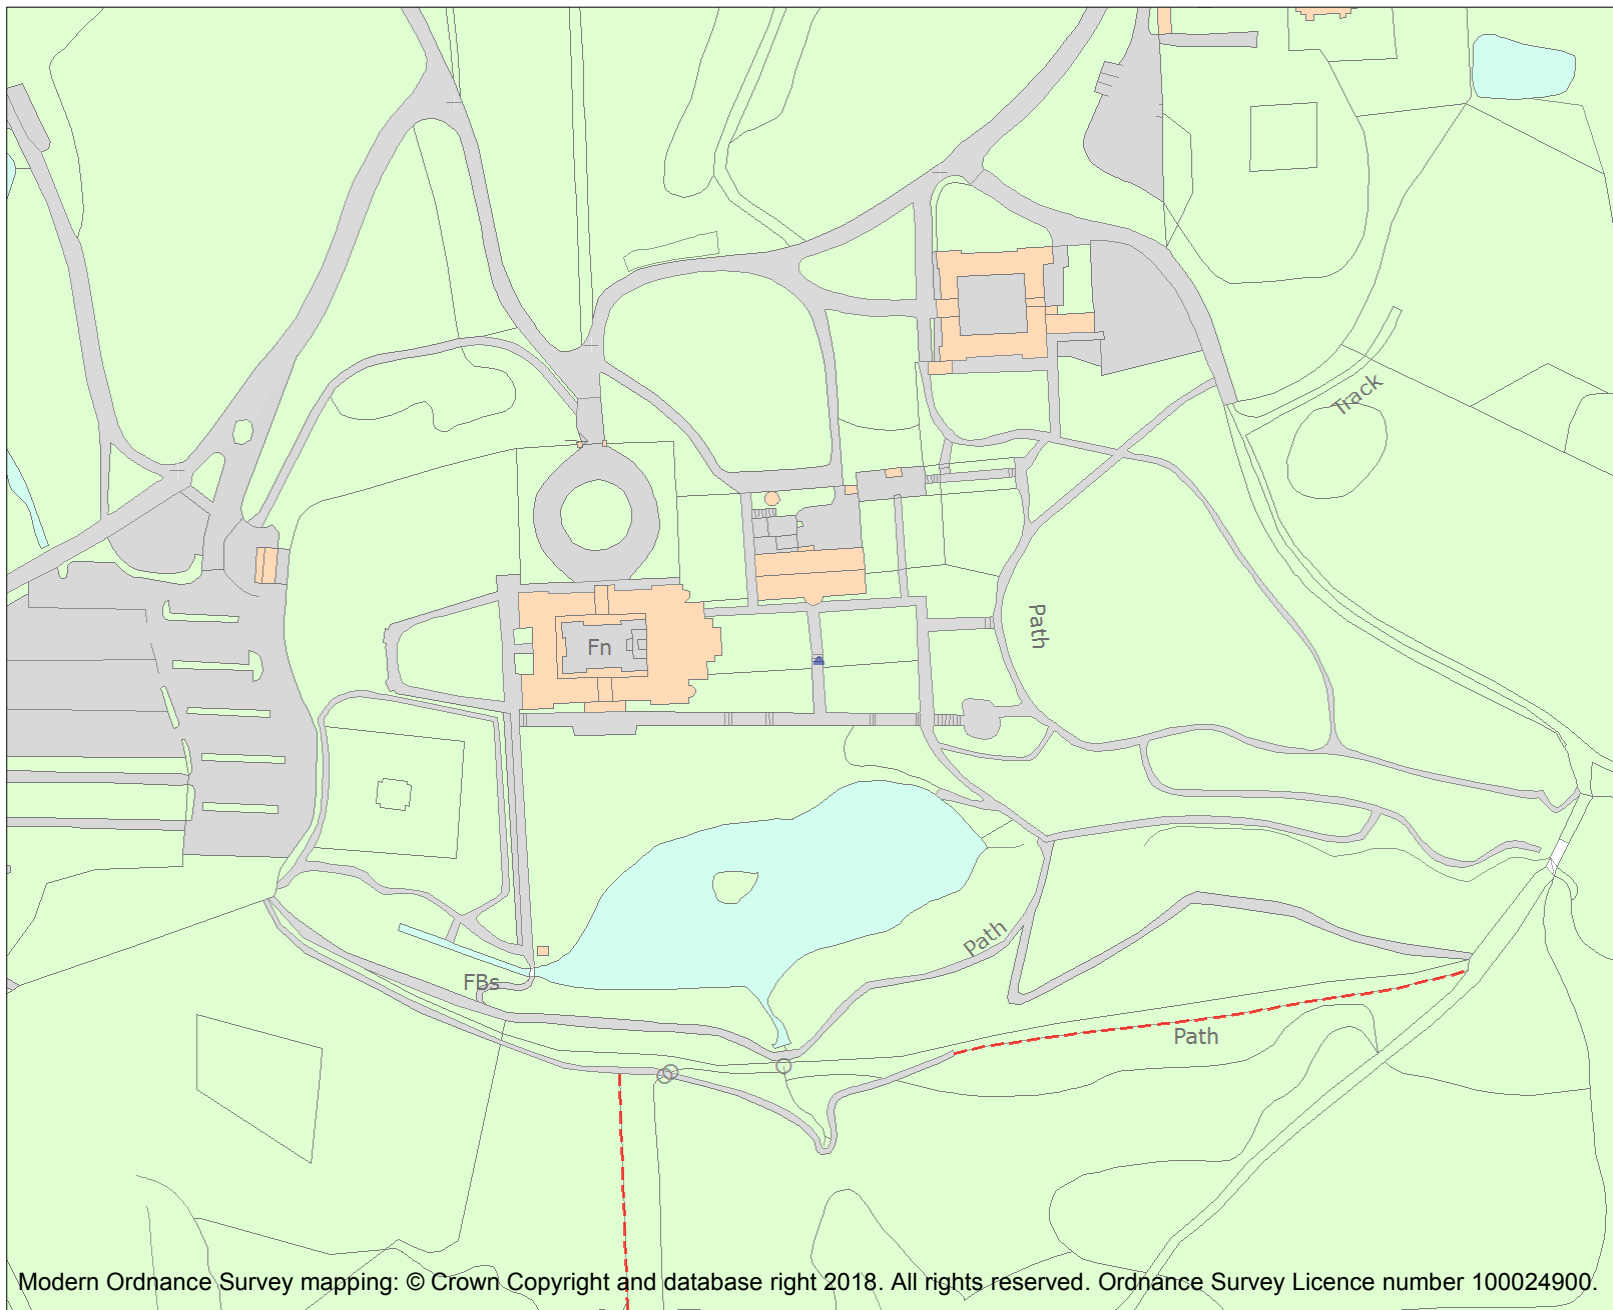 Track
Path
Fn
Path
FBs
Path
Modern Ordnance Survey mapping: © Crown Copyright and database right 2018. All rights reserved. Ordnance Survey Licence number 100024900.